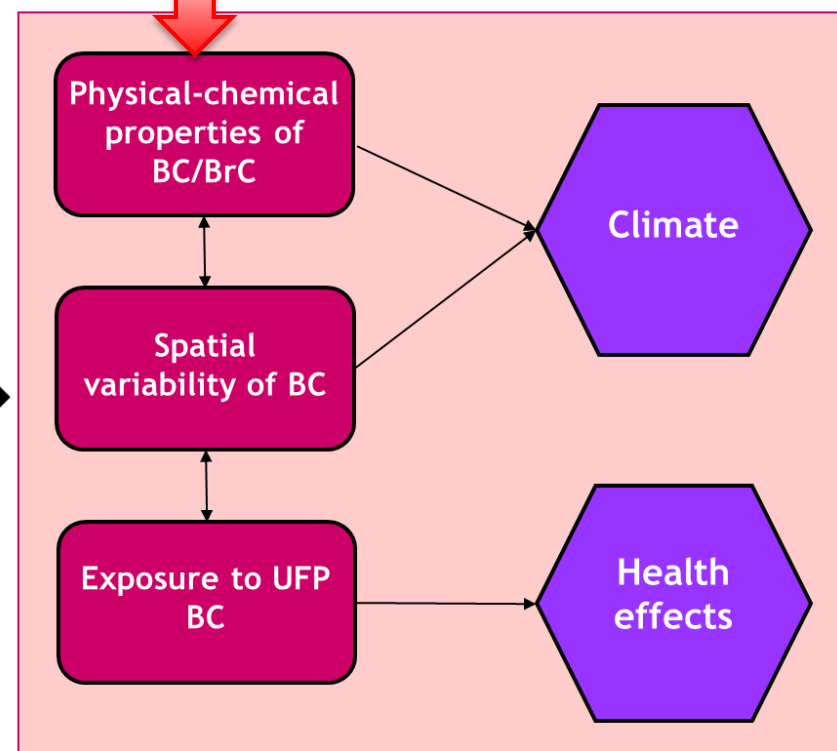 Physical-chemical
properties of
BC/BrC
Climate
Spatial
variability of BC
Exposure to UFP
BC
Health
effects